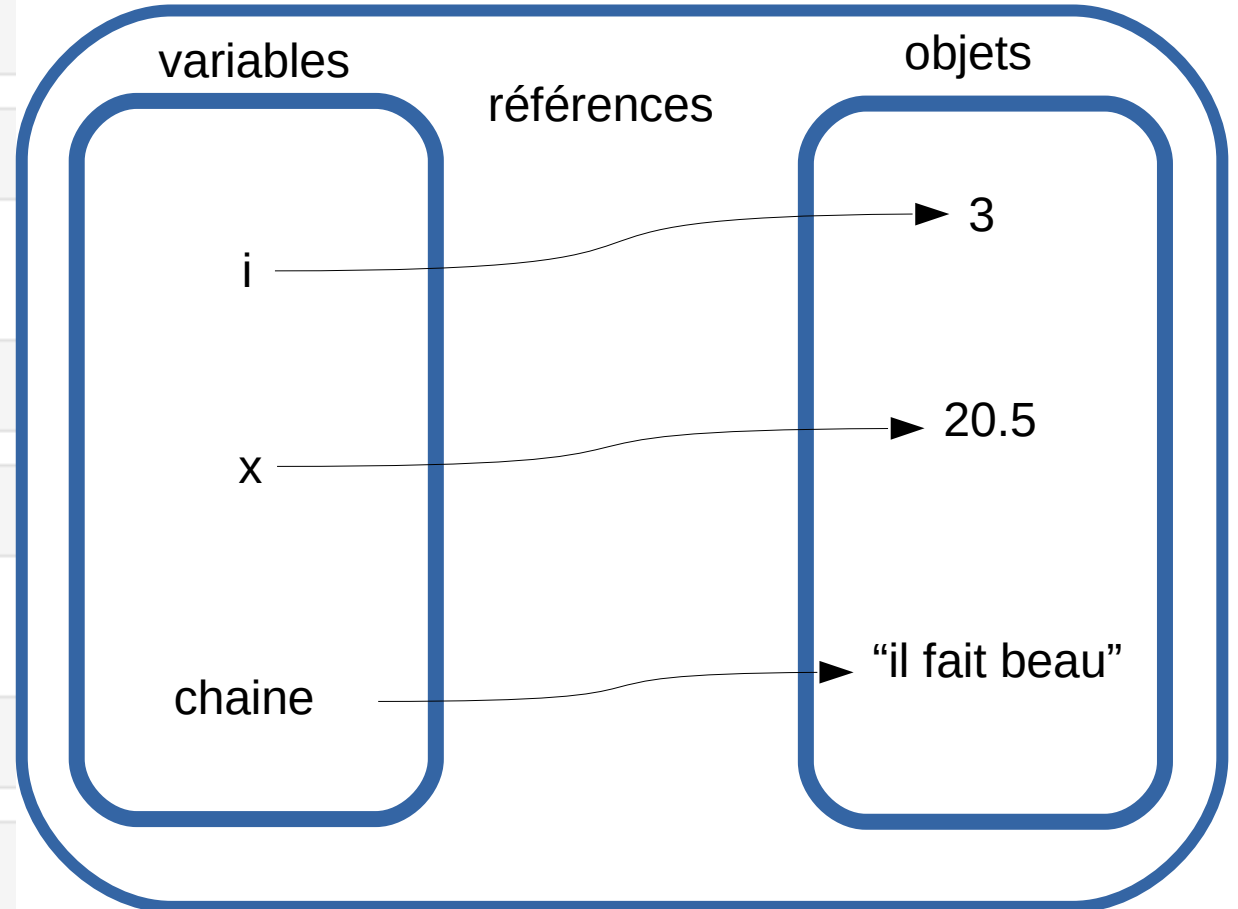 variables
références
objets
i
3
x
20.5
chaine
“il fait beau”